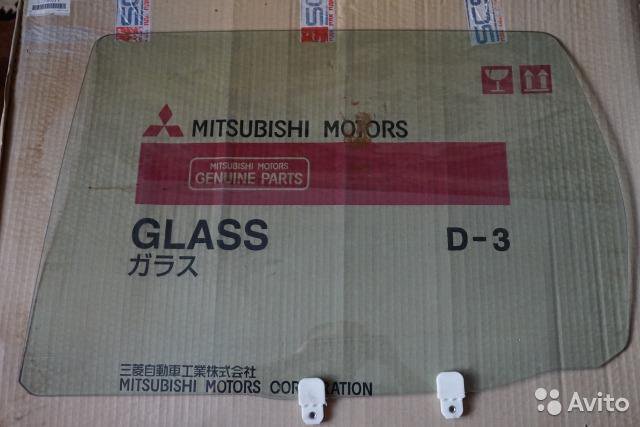 MITSUBISHI MOTORS
MITSUBISHI MOTORS
GENUINE PARTS
GLASS
ガラス
D-3
三菱自動車工業株式会社
MITSUBISHI MOTORS CORPORATION
Avito